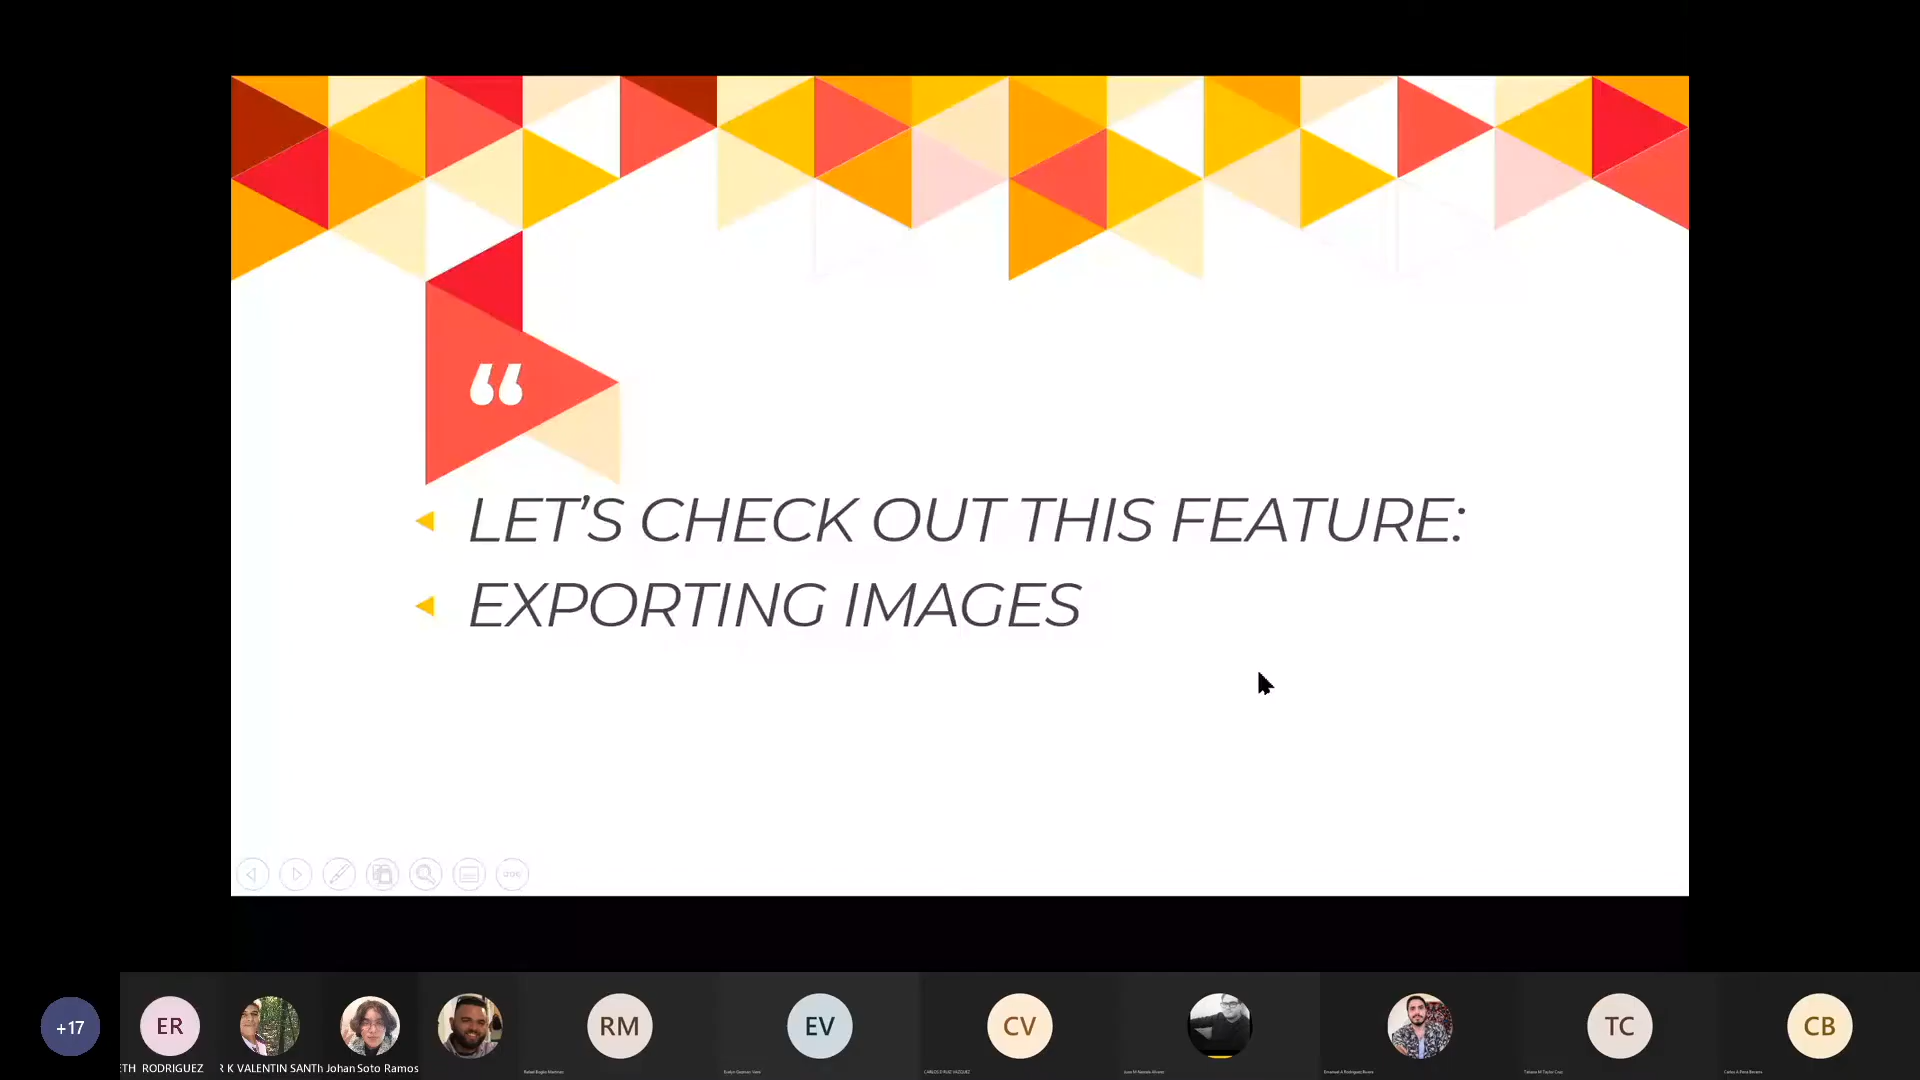 “
LET’S CHECK OUT THIS FEATURE:
EXPORTING IMAGES
+17
ER
RM
EV
CV
TC
CB
ETH RODRIGUEZ
R K VALENTIN SANTI
Johan Soto Ramos